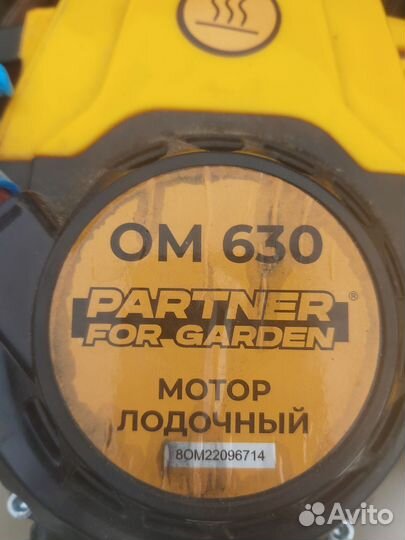 OM 630
PARTNER®
FOR GARDEN
МОТОР
ЛОДОЧНЫЙ
8OM22096714
Avito